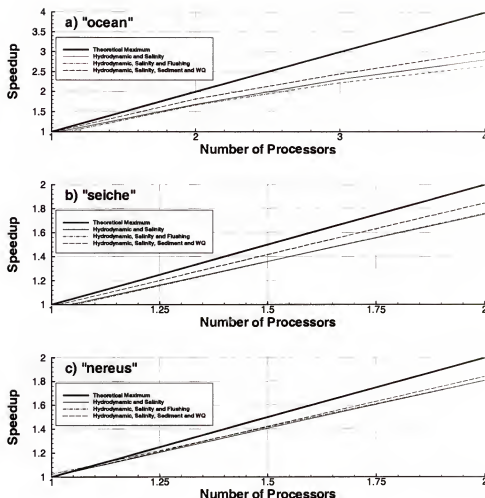 a) "ocean"
Theoretical Maximum
Hydrodynamic and Salinity
Hydrodynamic, Salinity and Flushing
Hydrodynamic, Salinity, Sediment and WQ
Speedup
4
3.5
3
2.5
2
1.5
1
1 2 3 4
Number of Processors
b) "seiche"
Theoretical Maximum
Hydrodynamic and Salinity
Hydrodynamic, Salinity and Flushing
Hydrodynamic, Salinity, Sediment and WQ
Speedup
2
1.8
1.6
1.4
1.2
1
1 1.25 1.5 1.75 2
Number of Processors
c) "nereus"
Theoretical Maximum
Hydrodynamic and Salinity
Hydrodynamic, Salinity and Flushing
Hydrodynamic, Salinity, Sediment and WQ
Speedup
2
1.8
1.6
1.4
1.2
1
1 1.25 1.5 1.75 2
Number of Processors